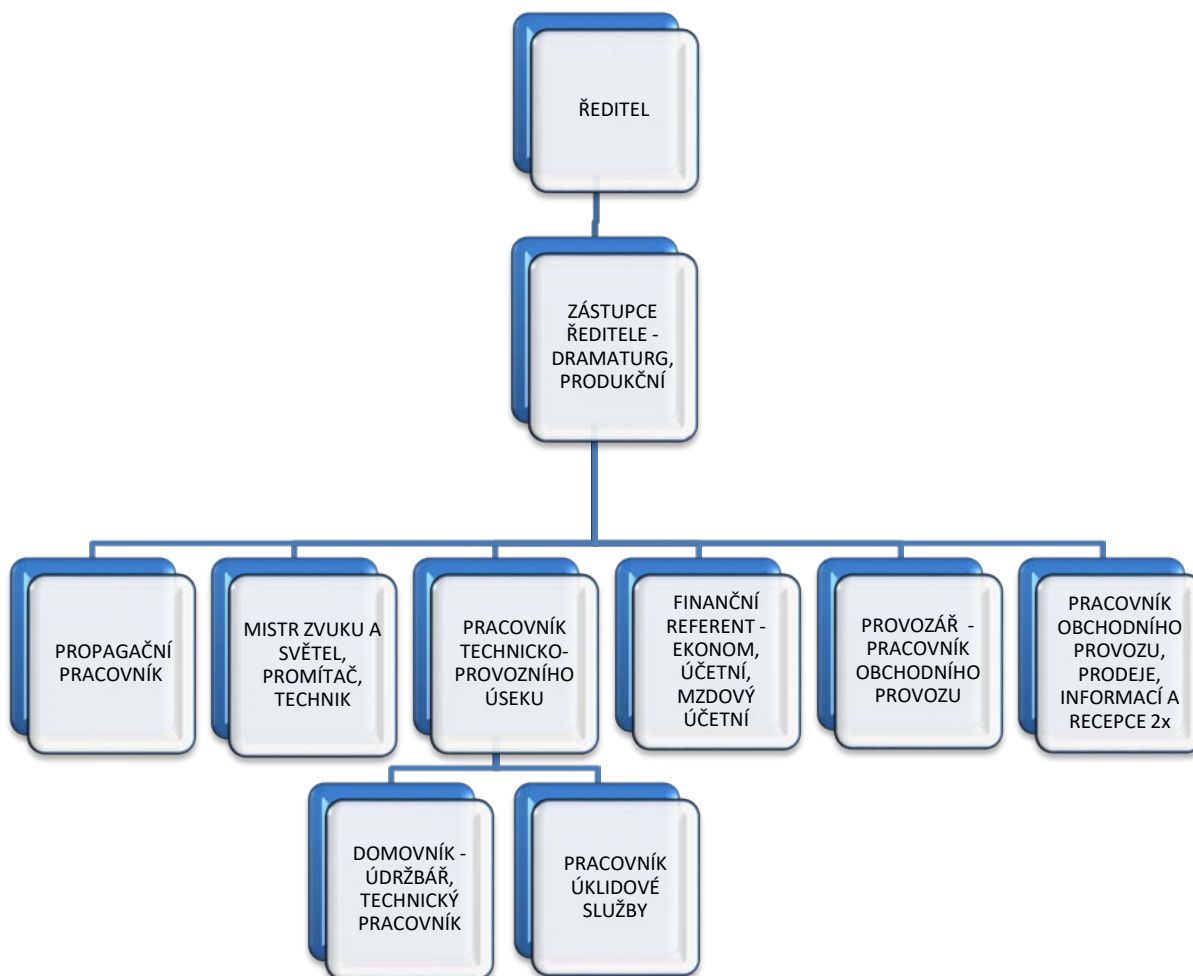 ŘEDITEL
ZÁSTUPCE
ŘEDITELE -
DRAMATURG,
PRODUKČNÍ
PROPAGAČNÍ
PRACOVNÍK
MISTR ZVUKU A
SVĚTEL,
PROMÍTAČ,
TECHNIK
PRACOVNÍK
TECHNICKO-
PROVOZNÍHO
ÚSEKU
FINANČNÍ
REFERENT -
EKONOM,
ÚČETNÍ,
MZDOVÝ
ÚČETNÍ
PROVOZÁŘ -
PRACOVNÍK
OBCHODNÍHO
PROVOZU
PRACOVNÍK
OBCHODNÍHO
PROVOZU,
PRODEJE,
INFORMACÍ A
RECEPCE 2x
DOMOVNÍK -
ÚDRŽBÁŘ,
TECHNICKÝ
PRACOVNÍK
PRACOVNÍK
ÚKLIDOVÉ
SLUŽBY